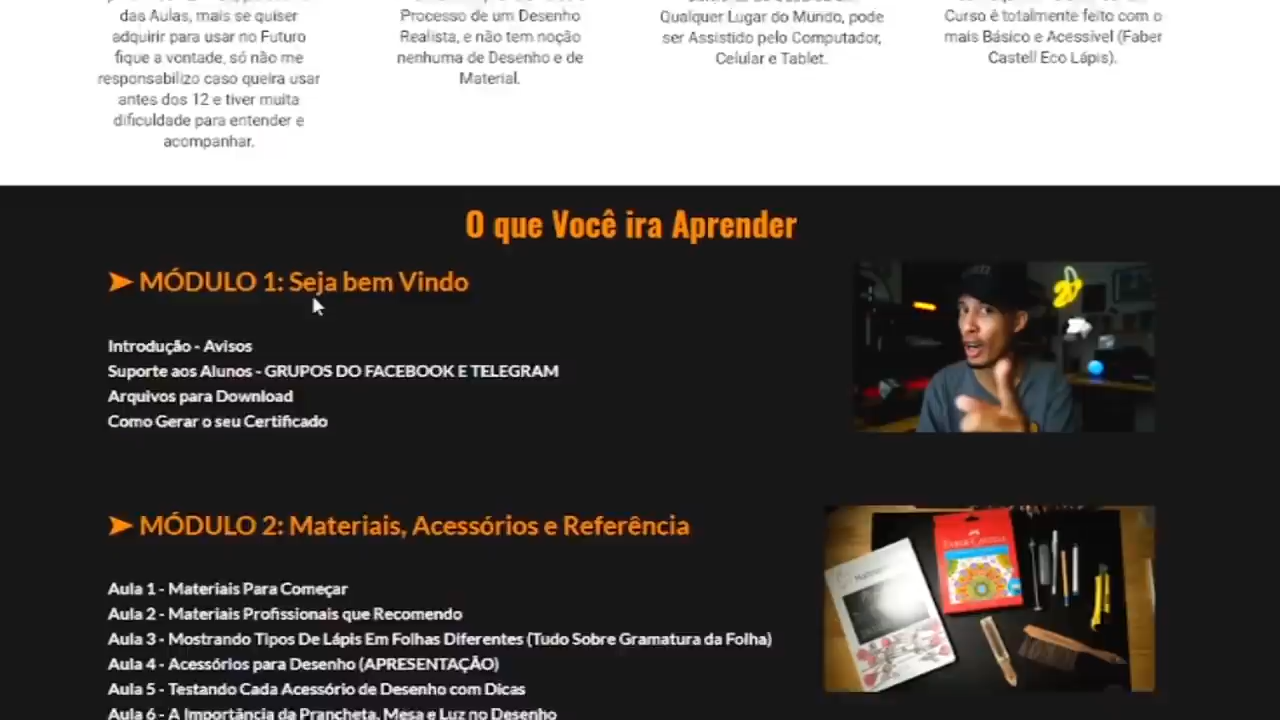 das Aulas, mais se quiser
adquirir para usar no Futuro
fique a vontade, só não me
responsabilizo caso queira usar
antes dos 12 e tiver muita
dificuldade para entender e
acompanhar.
Processo de um Desenho
Realista, e não tem noção
nenhuma de Desenho e de
Material.
Qualquer Lugar do Mundo, pode
ser Assistido pelo Computador,
Celular e Tablet.
Curso é totalmente feito com o
mais Básico e Acessível (Faber
Castell Eco Lápis).
O que Você ira Aprender
➤ MÓDULO 1: Seja bem Vindo
Introdução - Avisos
Suporte aos Alunos - GRUPOS DO FACEBOOK E TELEGRAM
Arquivos para Download
Como Gerar o seu Certificado
➤ MÓDULO 2: Materiais, Acessórios e Referência
Aula 1 - Materiais Para Começar
Aula 2 - Materiais Profissionais que Recomendo
Aula 3 - Mostrando Tipos De Lápis Em Folhas Diferentes (Tudo Sobre Gramatura da Folha)
Aula 4 - Acessórios para Desenho (APRESENTAÇÃO)
Aula 5 - Testando Cada Acessório de Desenho com Dicas
Aula 6 - A Importância da Prancheta, Mesa e Luz no Desenho